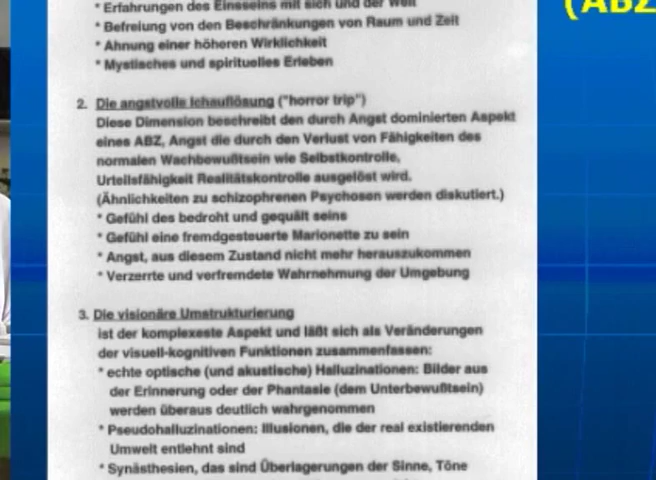 * Erfahrungen des Einsseins mit sich und der Welt
(ABZ
* Befreiung von den Beschränkungen von Raum und Zeit
* Ahnung einer höheren Wirklichkeit
* Mystisches und spirituelles Erleben
2. Die angstvolle Ichauflösung ("horror trip")
Diese Dimension beschreibt den durch Angst dominierten Aspekt
eines ABZ, Angst die durch den Verlust von Fähigkeiten des
normalen Wachbewußtsein wie Selbstkontrolle,
Urteilsfähigkeit Realitätskontrolle ausgelöst wird.
(Ähnlichkeiten zu schizophrenen Psychosen werden diskutiert.)
* Gefühl des bedroht und gequält seins
* Gefühl eine fremdgesteuerte Marionette zu sein
* Angst, aus diesem Zustand nicht mehr herauszukommen
* Verzerrte und verfremdete Wahrnehmung der Umgebung
3. Die visionäre Umstrukturierung
ist der komplexeste Aspekt und läßt sich als Veränderungen
der visuell-kognitiven Funktionen zusammenfassen:
* echte optische (und akustische) Halluzinationen: Bilder aus
der Erinnerung oder der Phantasie (dem Unterbewußtsein)
werden überaus deutlich wahrgenommen
* Pseudohalluzinationen: Illusionen, die der real existierenden
Umwelt entlehnt sind
* Synästhesien, das sind Überlagerungen der Sinne, Töne